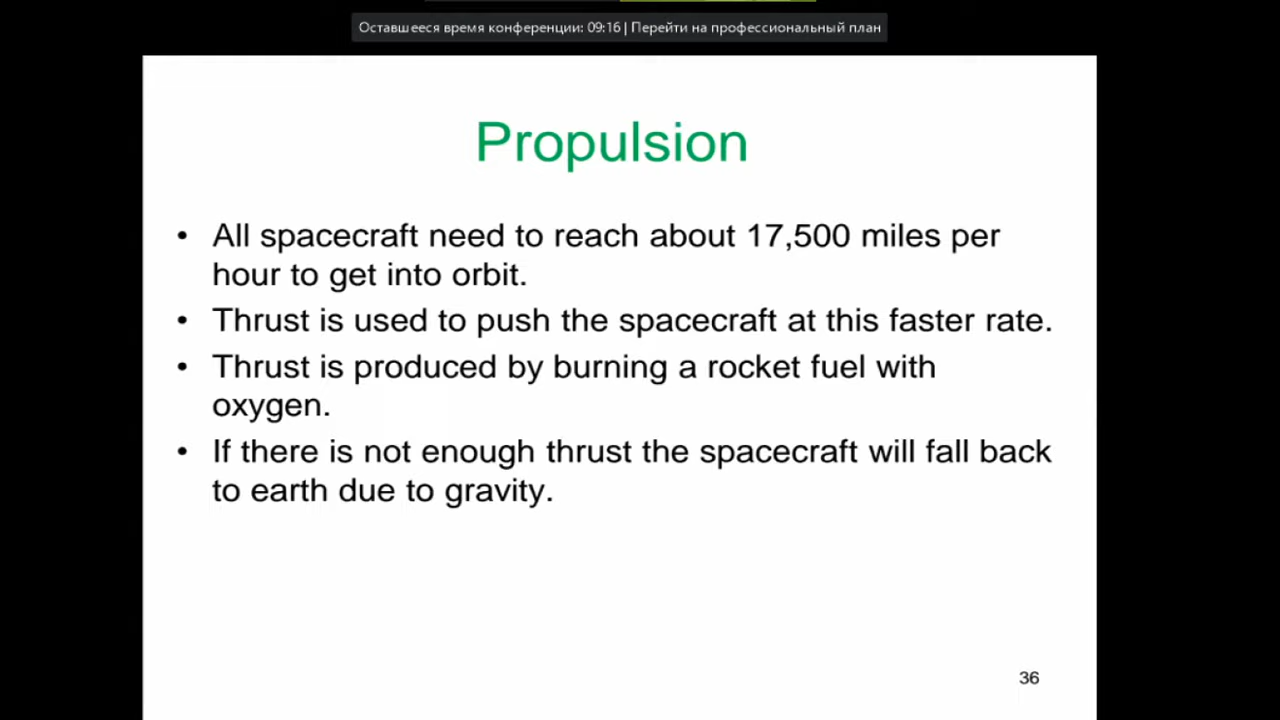 Оставшееся время конференции: 09:16 | Перейти на профессиональный план
Propulsion
• All spacecraft need to reach about 17,500 miles per
hour to get into orbit.
• Thrust is used to push the spacecraft at this faster rate.
• Thrust is produced by burning a rocket fuel with
oxygen.
• If there is not enough thrust the spacecraft will fall back
to earth due to gravity.
36